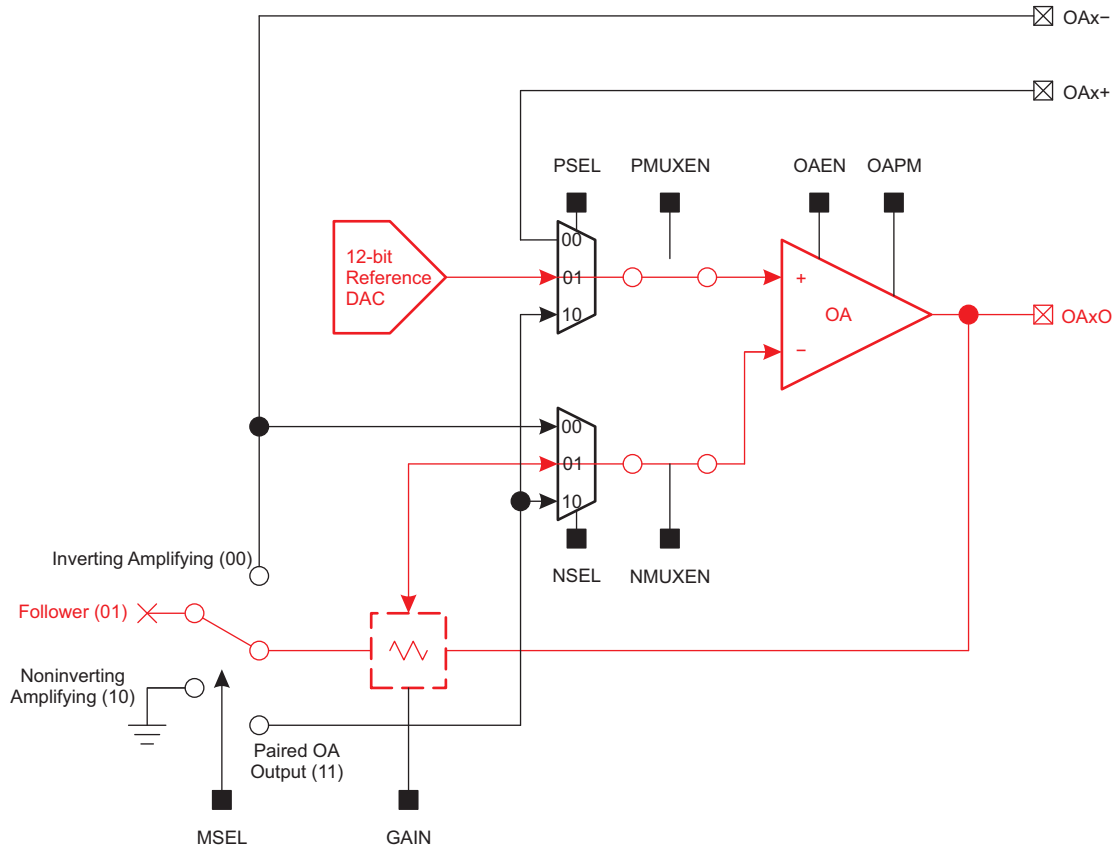 OAx−
OAx+
PSEL
PMUXEN
OAEN
OAPM
00
12-bit
Reference
DAC
01
+
10
OA
OAxO
−
00
01
10
Inverting Amplifying (00)
NSEL
NMUXEN
Follower (01)
Noninverting
Amplifying (10)
Paired OA
Output (11)
MSEL
GAIN